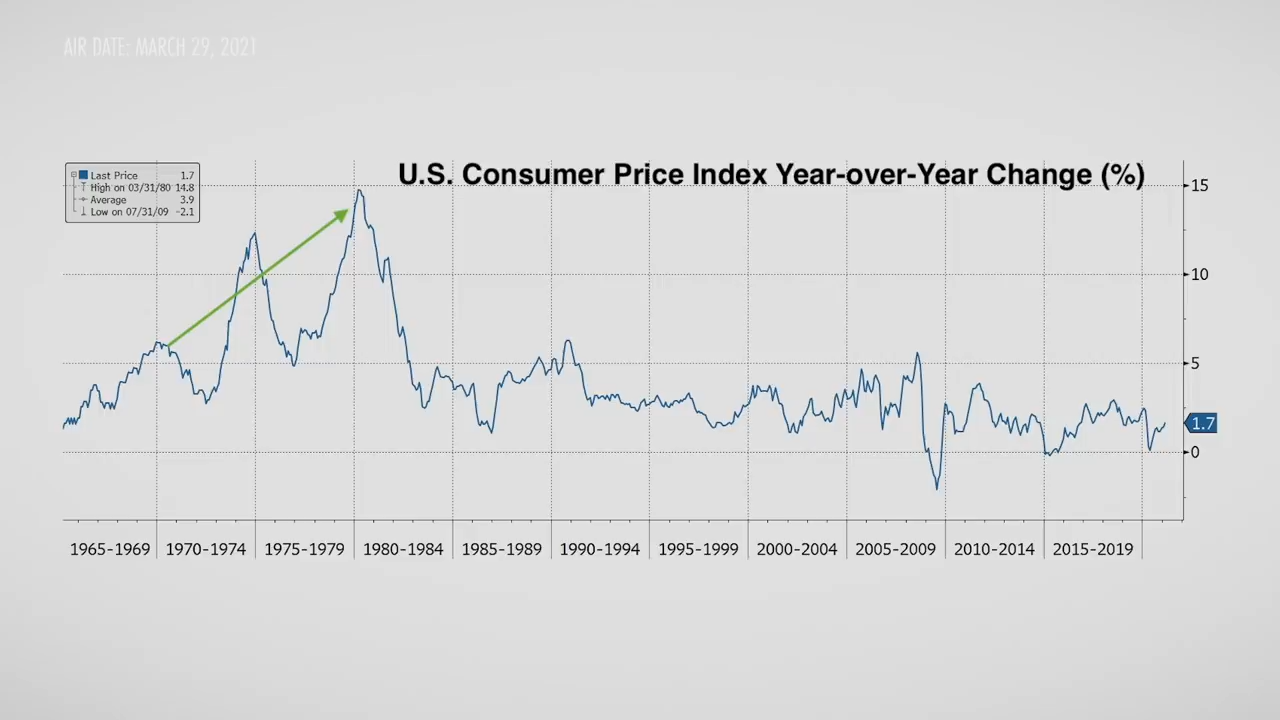 AIR DATE: MARCH 29, 2021
U.S. Consumer Price Index Year-over-Year Change (%)
Last Price 1.7
High on 03/31/80 14.8
Average 3.9
Low on 07/31/09 -2.1
15
10
5
1.7
0
1965-1969 1970-1974 1975-1979 1980-1984 1985-1989 1990-1994 1995-1999 2000-2004 2005-2009 2010-2014 2015-2019